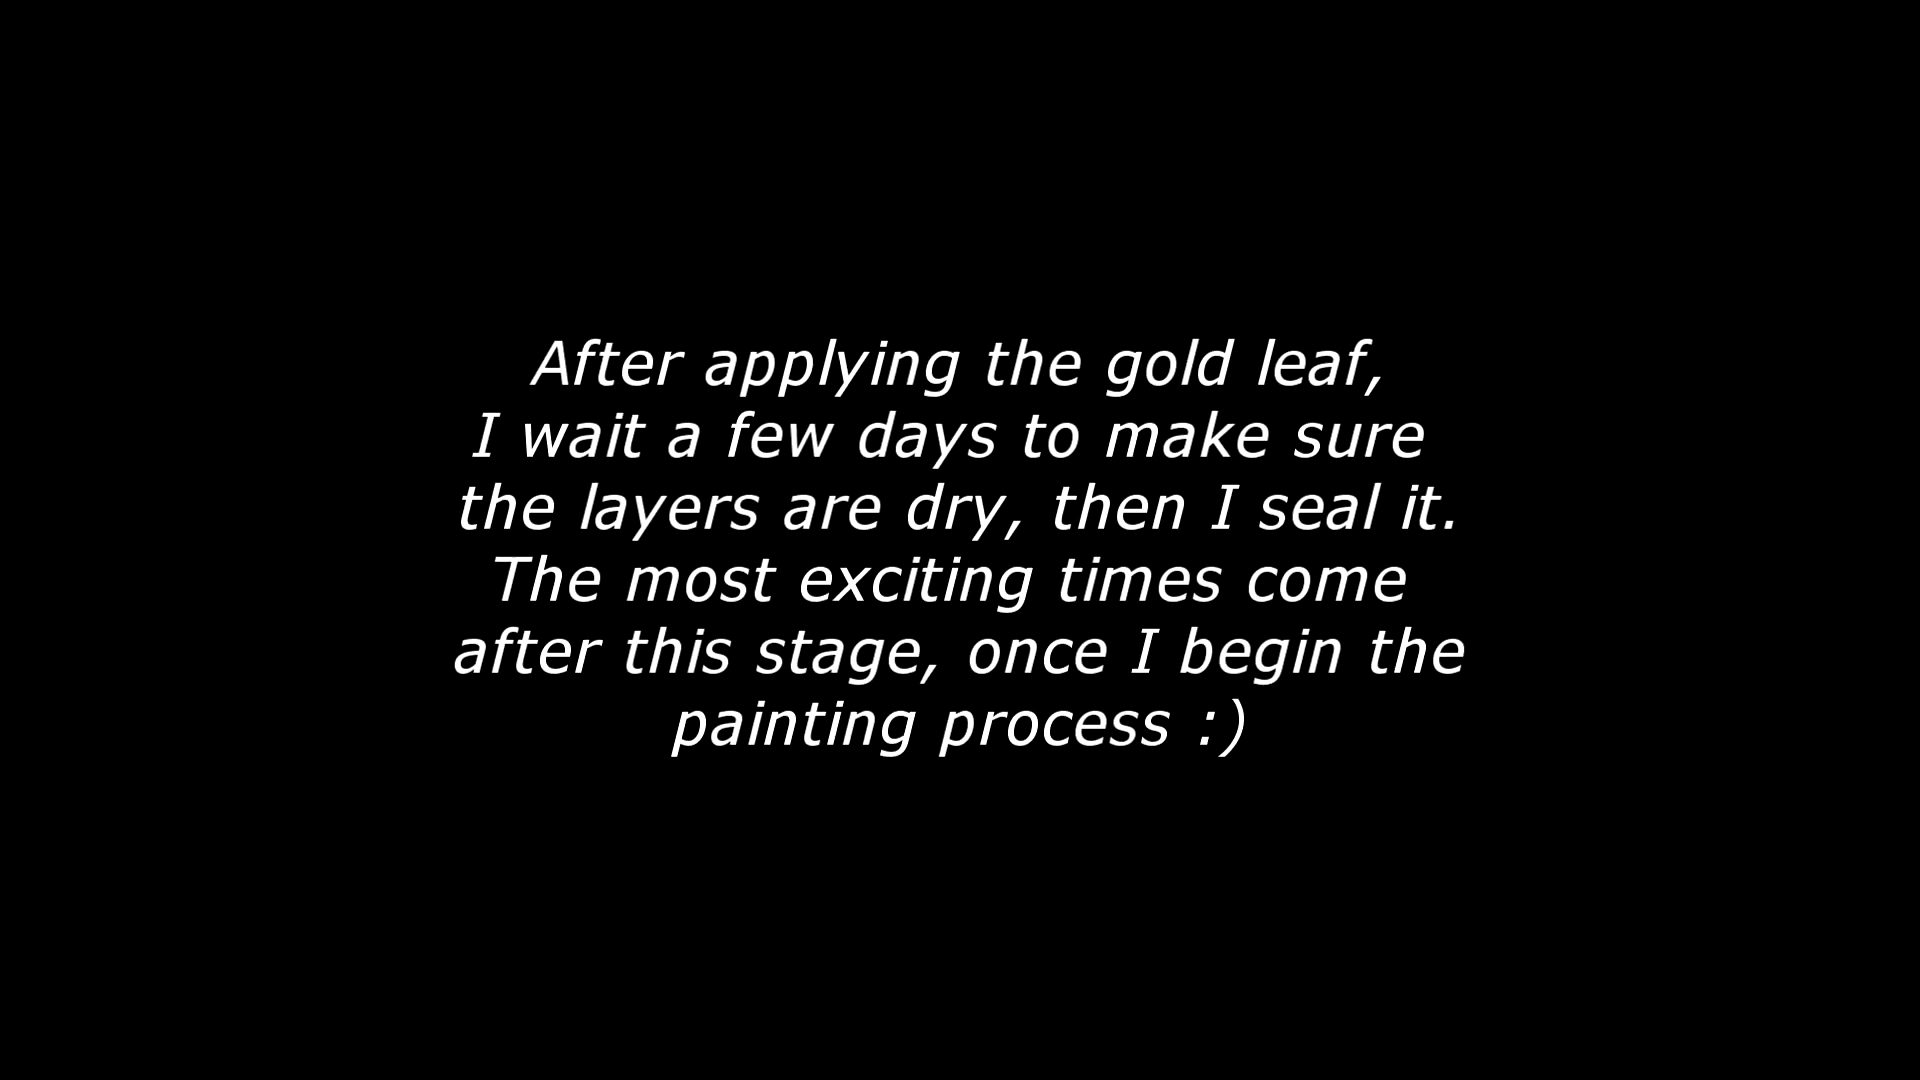 After applying the gold leaf,
I wait a few days to make sure
the layers are dry, then I seal it.
The most exciting times come
after this stage, once I begin the
painting process :)